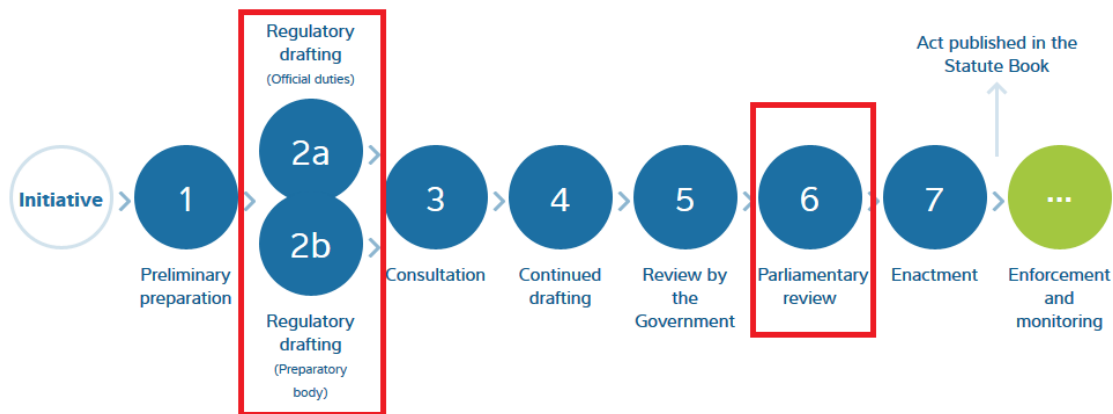 Initiative
1
Preliminary
preparation
Regulatory
drafting
(Official duties)
2a
2b
Regulatory
drafting
(Preparatory
body)
3
Consultation
4
Continued
drafting
5
Review by
the
Government
6
Parliamentary
review
7
Enactment
Act published in the
Statute Book
...
Enforcement
and
monitoring